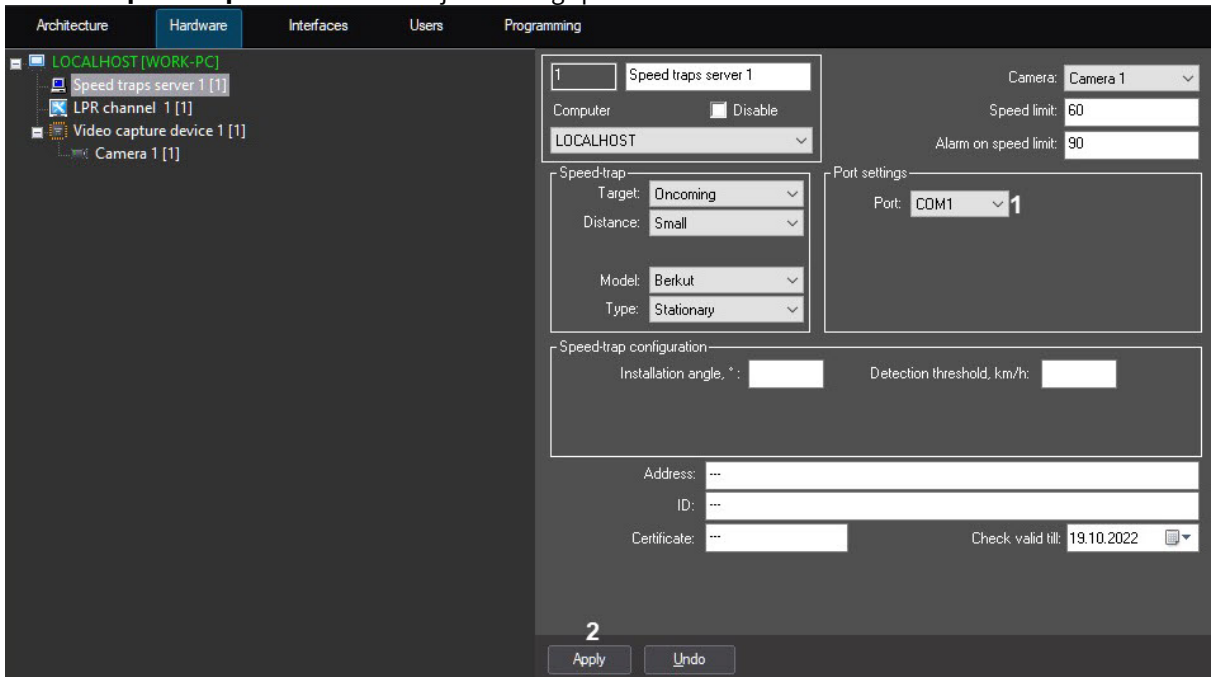 Architecture Hardware Interfaces Users Programming
LOCALHOST [WORK-PC]
Speed traps server 1 [1]
LPR channel 1 [1]
Video capture device 1 [1]
Camera 1 [1]
1 Speed traps server 1
Computer Disable
LOCALHOST
Camera: Camera 1
Speed limit: 60
Alarm on speed limit: 90
Speed-trap
Target: Oncoming
Distance: Small
Model: Berkut
Type: Stationary
Port settings
Port: COM1 1
Speed-trap configuration
Installation angle, ° : Detection threshold, km/h:
Address: ---
ID: ---
Certificate: --- Check valid till: 19.10.2022
2
Apply Undo